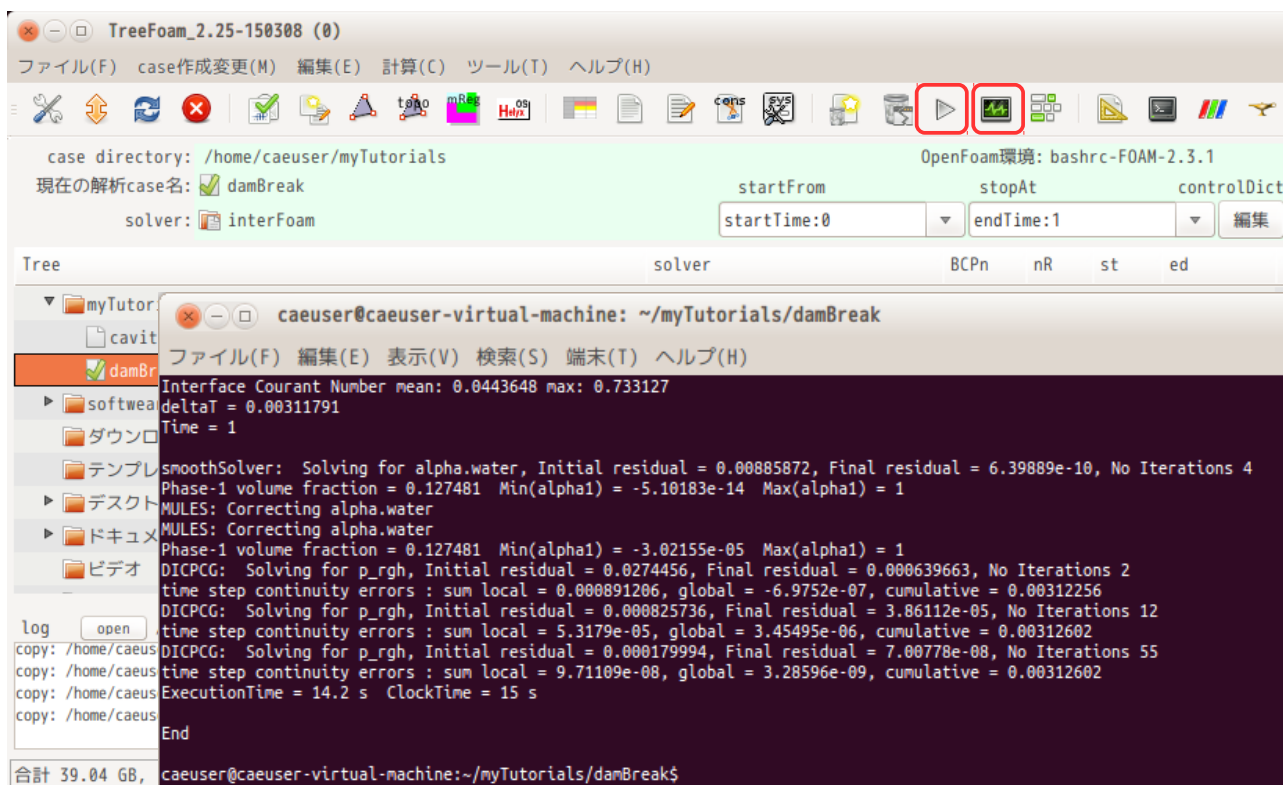 TreeFoam_2.25-150308 (0)
ファイル(F) case作成変更(M) 編集(E) 計算(C) ツール(T) ヘルプ(H)
topo mReg Helyx OS cons sys
case directory: /home/caeuser/myTutorials OpenFoam環境: bashrc-FOAM-2.3.1
現在の解析case名: damBreak startFrom stopAt controlDict
solver: interFoam startTime:0 endTime:1 編集
Tree solver BCPn nR st ed
myTutor
cavit
damBr
softwea
ダウンロ
テンプレ
デスクト
ドキュメ
ビデオ
log open
copy: /home/caeus
copy: /home/caeus
copy: /home/caeus
copy: /home/caeus
合計 39.04 GB,
caeuser@caeuser-virtual-machine: ~/myTutorials/damBreak
ファイル(F) 編集(E) 表示(V) 検索(S) 端末(T) ヘルプ(H)
Interface Courant Number mean: 0.0443648 max: 0.733127
deltaT = 0.00311791
Time = 1
smoothSolver:  Solving for alpha.water, Initial residual = 0.00885872, Final residual = 6.39889e-10, No Iterations 4
Phase-1 volume fraction = 0.127481  Min(alpha1) = -5.10183e-14  Max(alpha1) = 1
MULES: Correcting alpha.water
MULES: Correcting alpha.water
Phase-1 volume fraction = 0.127481  Min(alpha1) = -3.02155e-05  Max(alpha1) = 1
DICPCG:  Solving for p_rgh, Initial residual = 0.0274456, Final residual = 0.000639663, No Iterations 2
time step continuity errors : sum local = 0.000891206, global = -6.9752e-07, cumulative = 0.00312256
DICPCG:  Solving for p_rgh, Initial residual = 0.000825736, Final residual = 3.86112e-05, No Iterations 12
time step continuity errors : sum local = 5.3179e-05, global = 3.45495e-06, cumulative = 0.00312602
DICPCG:  Solving for p_rgh, Initial residual = 0.000179994, Final residual = 7.00778e-08, No Iterations 55
time step continuity errors : sum local = 9.71109e-08, global = 3.28596e-09, cumulative = 0.00312602
ExecutionTime = 14.2 s  ClockTime = 15 s
End
caeuser@caeuser-virtual-machine:~/myTutorials/damBreak$